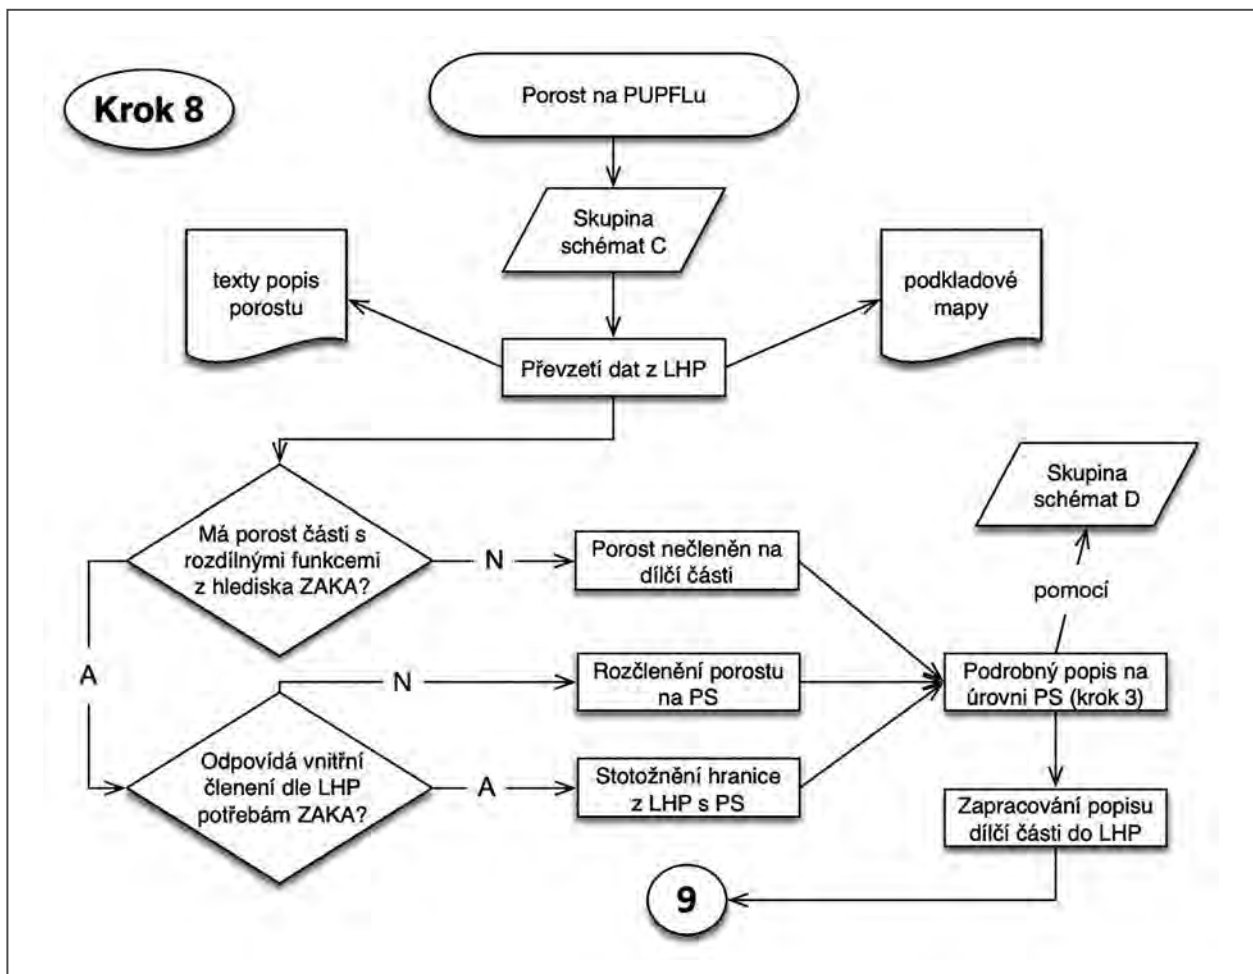 Krok 8
Porost na PUPFLu
Skupina
schémat C
texty popis
porostu
podkladové
mapy
Převzetí dat z LHP
Skupina
schémat D
Má porost části s
rozdílnými funkcemi
z hlediska ZAKA?
N
Porost nečleněn na
dílčí části
pomocí
A
N
Rozčlenění porostu
na PS
Podrobný popis na
úrovni PS (krok 3)
Odpovídá vnitřní
členení dle LHP
potřebám ZAKA?
A
Stotožnění hranice
z LHP s PS
Zapracování popisu
dílčí části do LHP
9